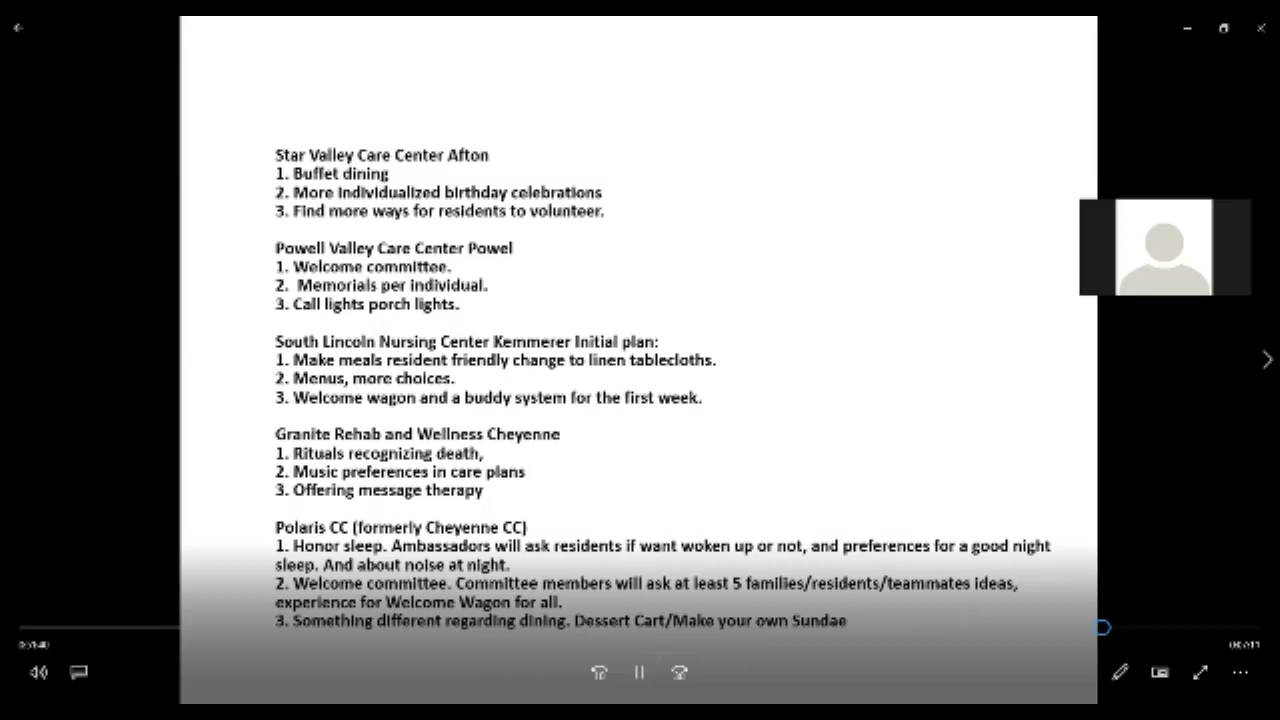 Star Valley Care Center Afton
1. Buffet dining
2. More individualized birthday celebrations
3. Find more ways for residents to volunteer.
Powell Valley Care Center Powel
1. Welcome committee.
2.  Memorials per individual.
3. Call lights porch lights.
South Lincoln Nursing Center Kemmerer Initial plan:
1. Make meals resident friendly change to linen tablecloths.
2. Menus, more choices.
3. Welcome wagon and a buddy system for the first week.
Granite Rehab and Wellness Cheyenne
1. Rituals recognizing death,
2. Music preferences in care plans
3. Offering message therapy
Polaris CC (formerly Cheyenne CC)
1. Honor sleep. Ambassadors will ask residents if want woken up or not, and preferences for a good night
sleep. And about noise at night.
2. Welcome committee. Committee members will ask at least 5 families/residents/teammates ideas,
experience for Welcome Wagon for all.
3. Something different regarding dining. Dessert Cart/Make your own Sundae